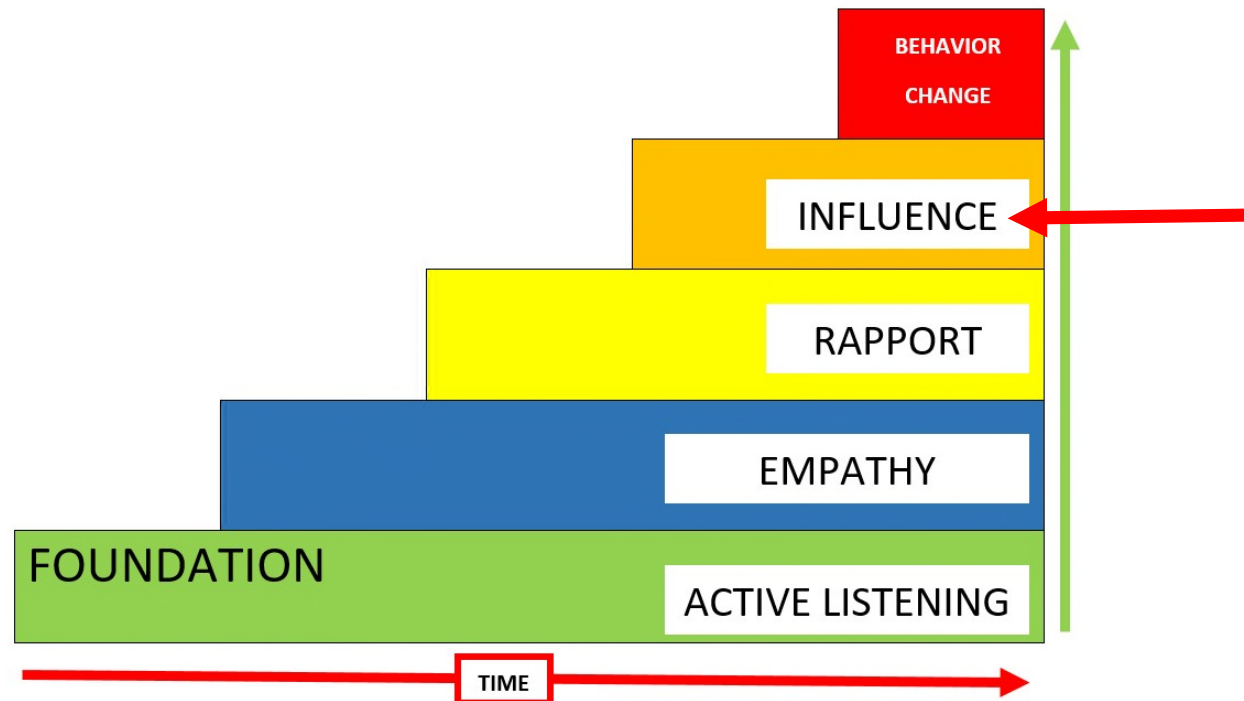 BEHAVIOR
CHANGE
INFLUENCE
RAPPORT
EMPATHY
FOUNDATION
ACTIVE LISTENING
TIME